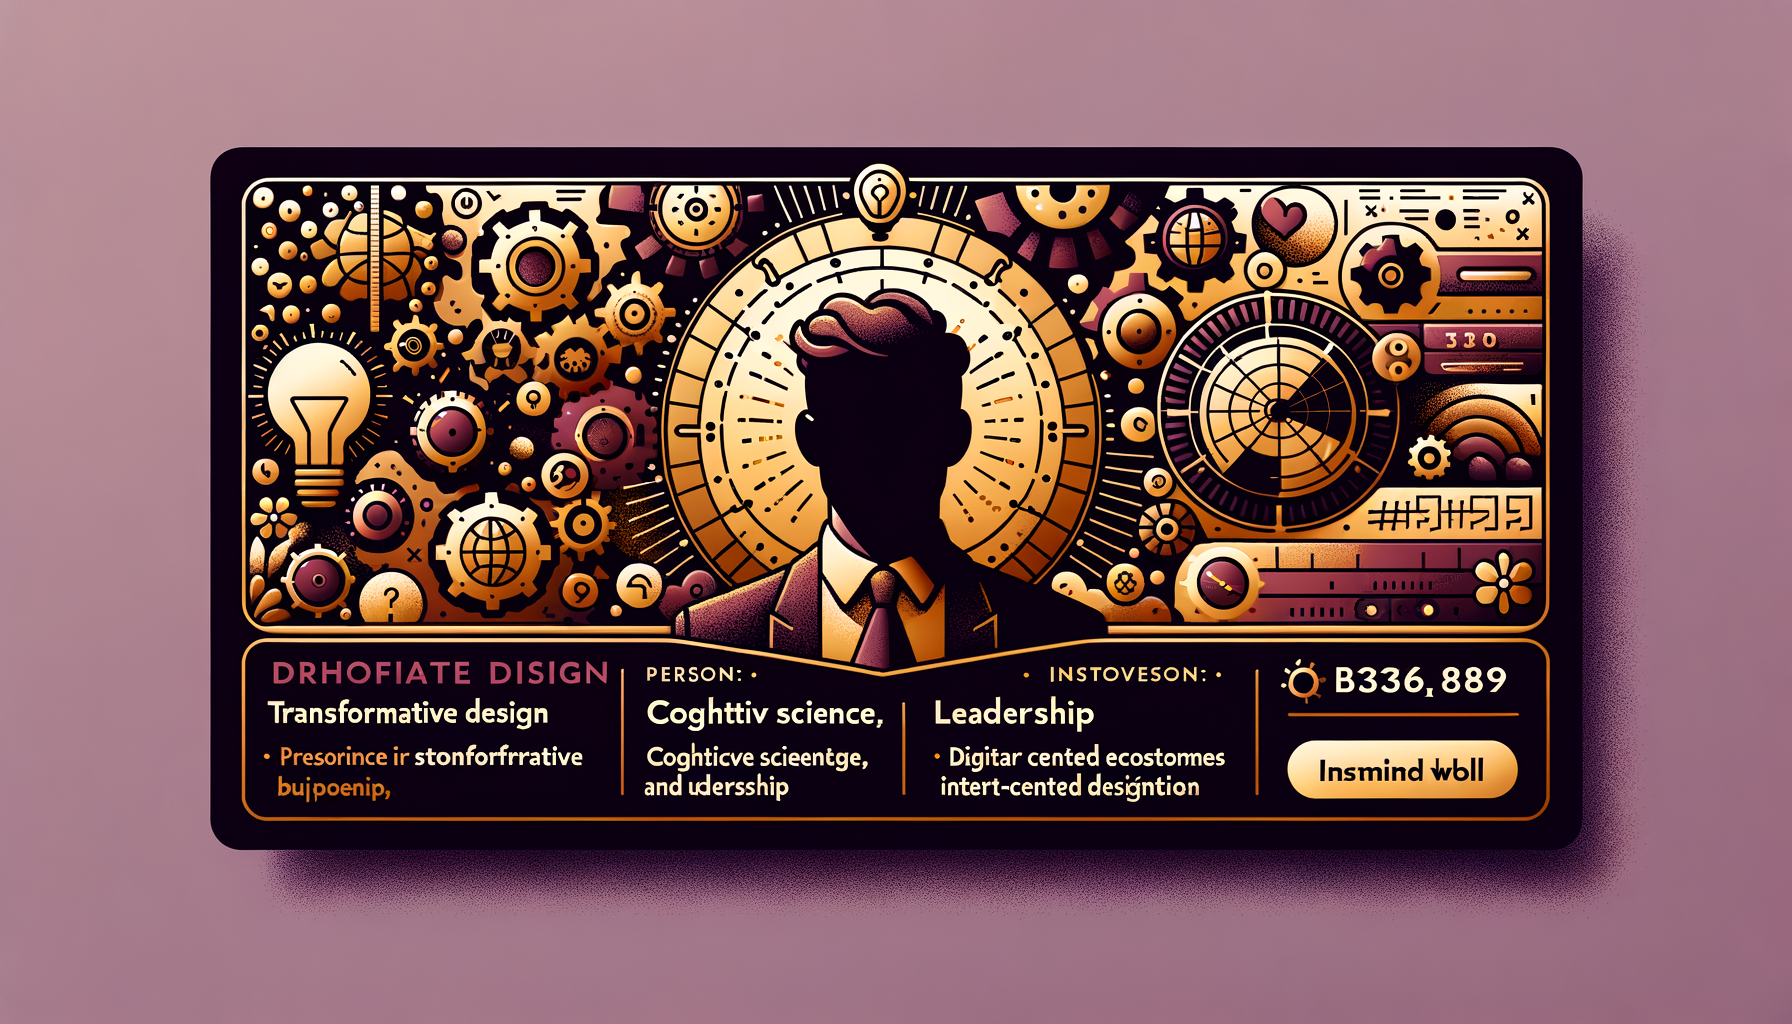 330
DRHOFIATE DISIGN
Transformative design
• Presorince ir stonforfrrative
bujpoenip,
PERSON: •
Coghttiv science,
Coghticve scieentge,
and udersship
• INSTOVESON: •
Leadership
• Digitar cented ecostomes
intert-cented desígńtion
B336, 889
Insmind wbll